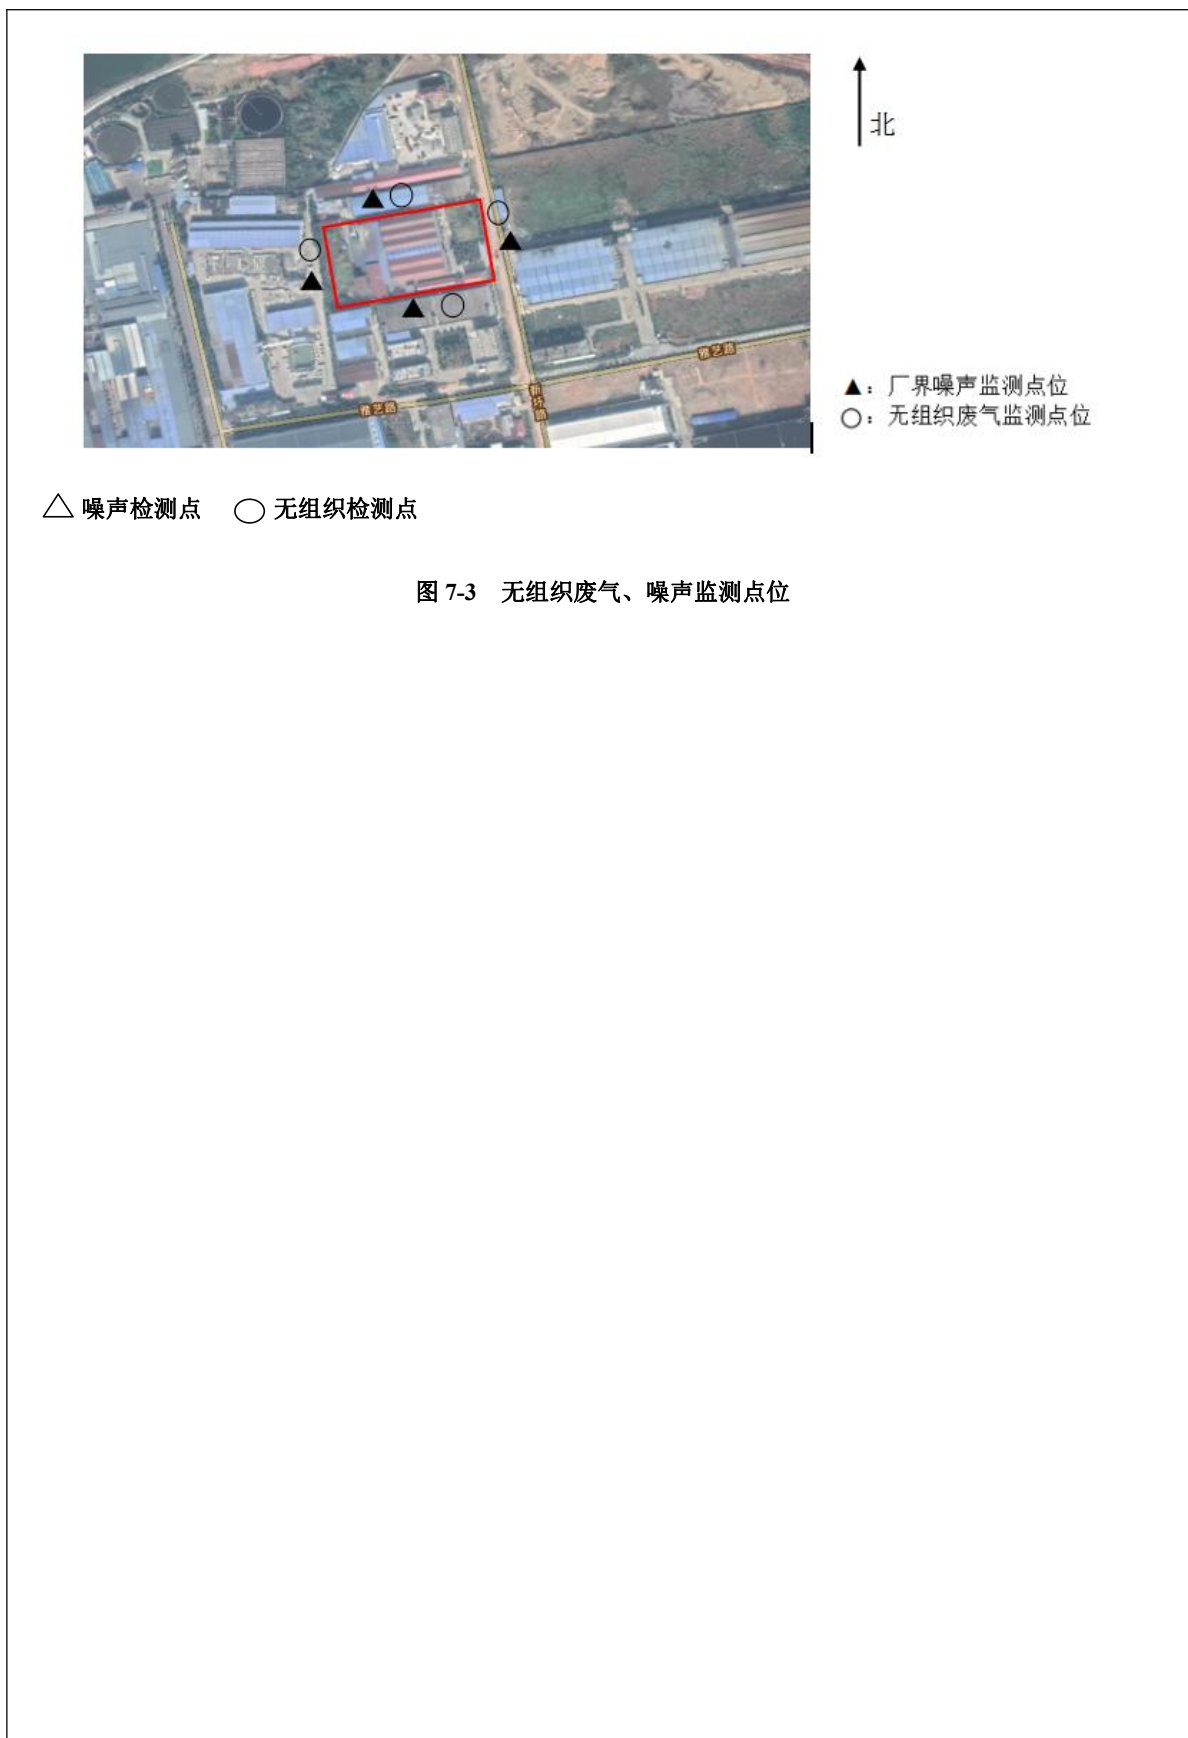 北
雅艺路
雅艺路
新环路
▲：厂界噪声监测点位
○：无组织废气监测点位
△ 噪声检测点 ○ 无组织检测点
图 7-3 无组织废气、噪声监测点位